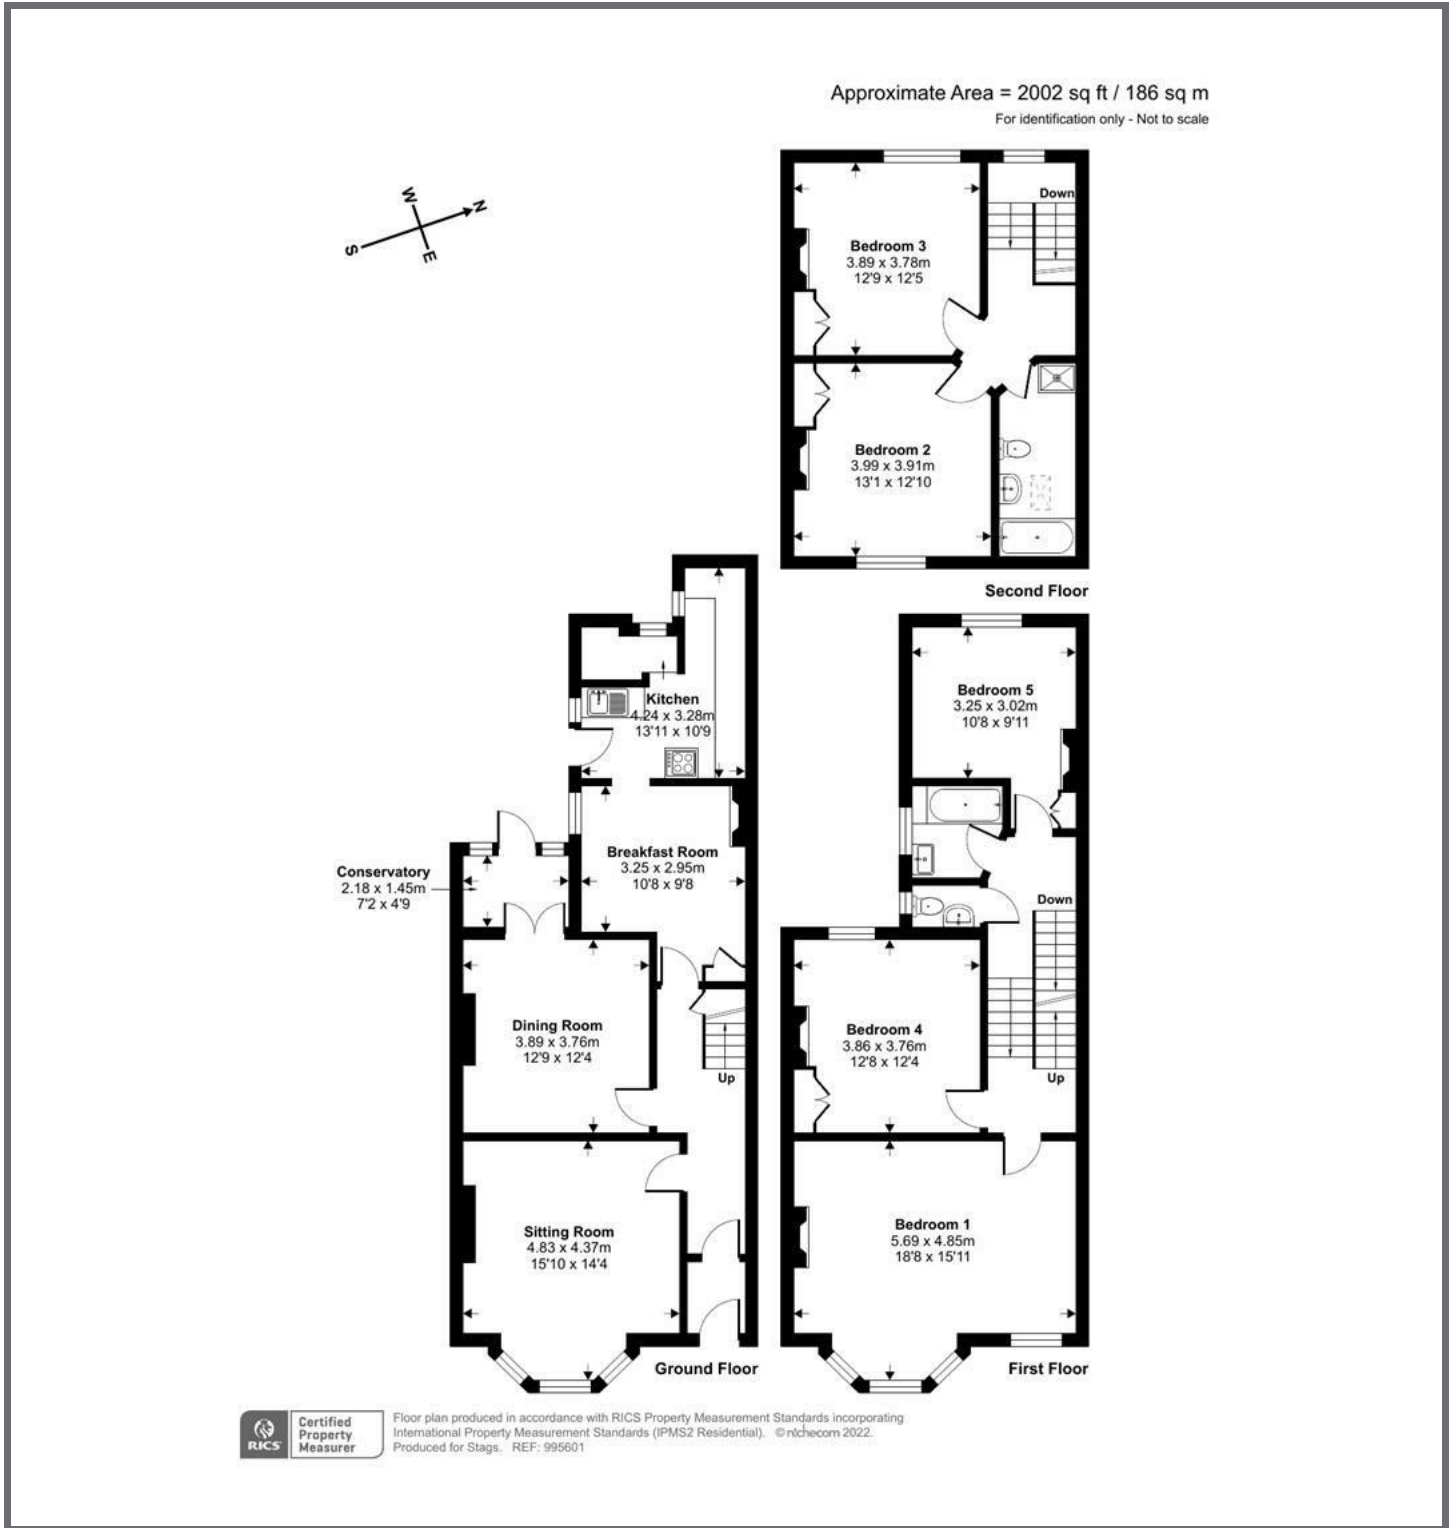 Approximate Area = 2002 sq ft / 186 sq m
For identification only - Not to scale
W
N
S
E
Down
Bedroom 3
3.89 x 3.78m
12'9 x 12'5
Bedroom 2
3.99 x 3.91m
13'1 x 12'10
Second Floor
Kitchen
4.24 x 3.28m
13'11 x 10'9
Breakfast Room
3.25 x 2.95m
10'8 x 9'8
Conservatory
2.18 x 1.45m
7'2 x 4'9
Dining Room
3.89 x 3.76m
12'9 x 12'4
Up
Sitting Room
4.83 x 4.37m
15'10 x 14'4
Ground Floor
Bedroom 5
3.25 x 3.02m
10'8 x 9'11
Down
Bedroom 4
3.86 x 3.76m
12'8 x 12'4
Up
Bedroom 1
5.69 x 4.85m
18'8 x 15'11
First Floor
RICS
Certified
Property
Measurer
Floor plan produced in accordance with RICS Property Measurement Standards incorporating
International Property Measurement Standards (IPMS2 Residential). © nichecom 2022.
Produced for Stags. REF: 995601